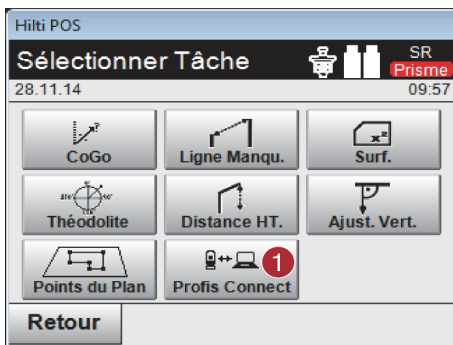 Hilti POS
Sélectionner Tâche
SR
Prisme
28.11.14
09:57
CoGo
Ligne Manqu.
x²
Surf.
Théodolite
Distance HT.
Ajust. Vert.
Points du Plan
Profis Connect
1
Retour